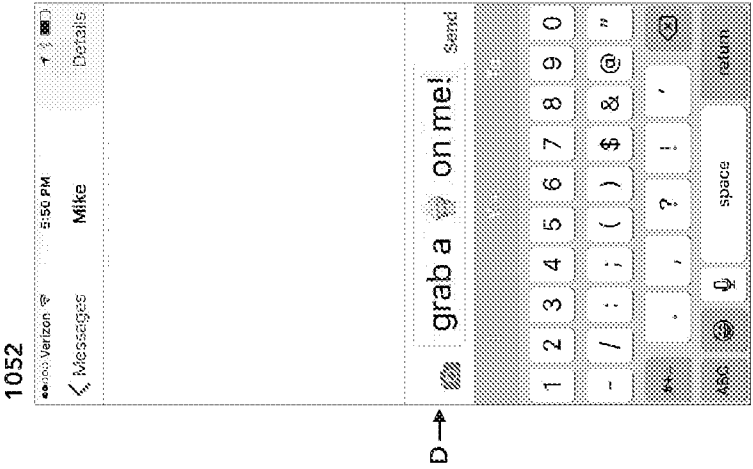 1052
Verizon 5:50 PM
Messages Mike Details
D grab a on me! Send
1 2 3 4 5 6 7 8 9 0
- / : ; ( ) $ & @ "
#+= . , ? ! '
ABC space return